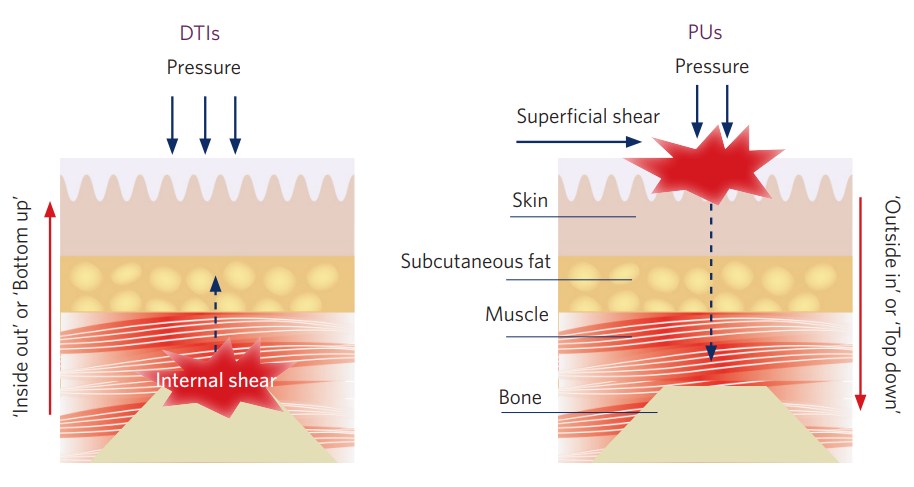 DTIs
Pressure
'Inside out' or 'Bottom up'
Internal shear
PUs
Pressure
Superficial shear
Skin
Subcutaneous fat
Muscle
Bone
'Outside in' or 'Top down'